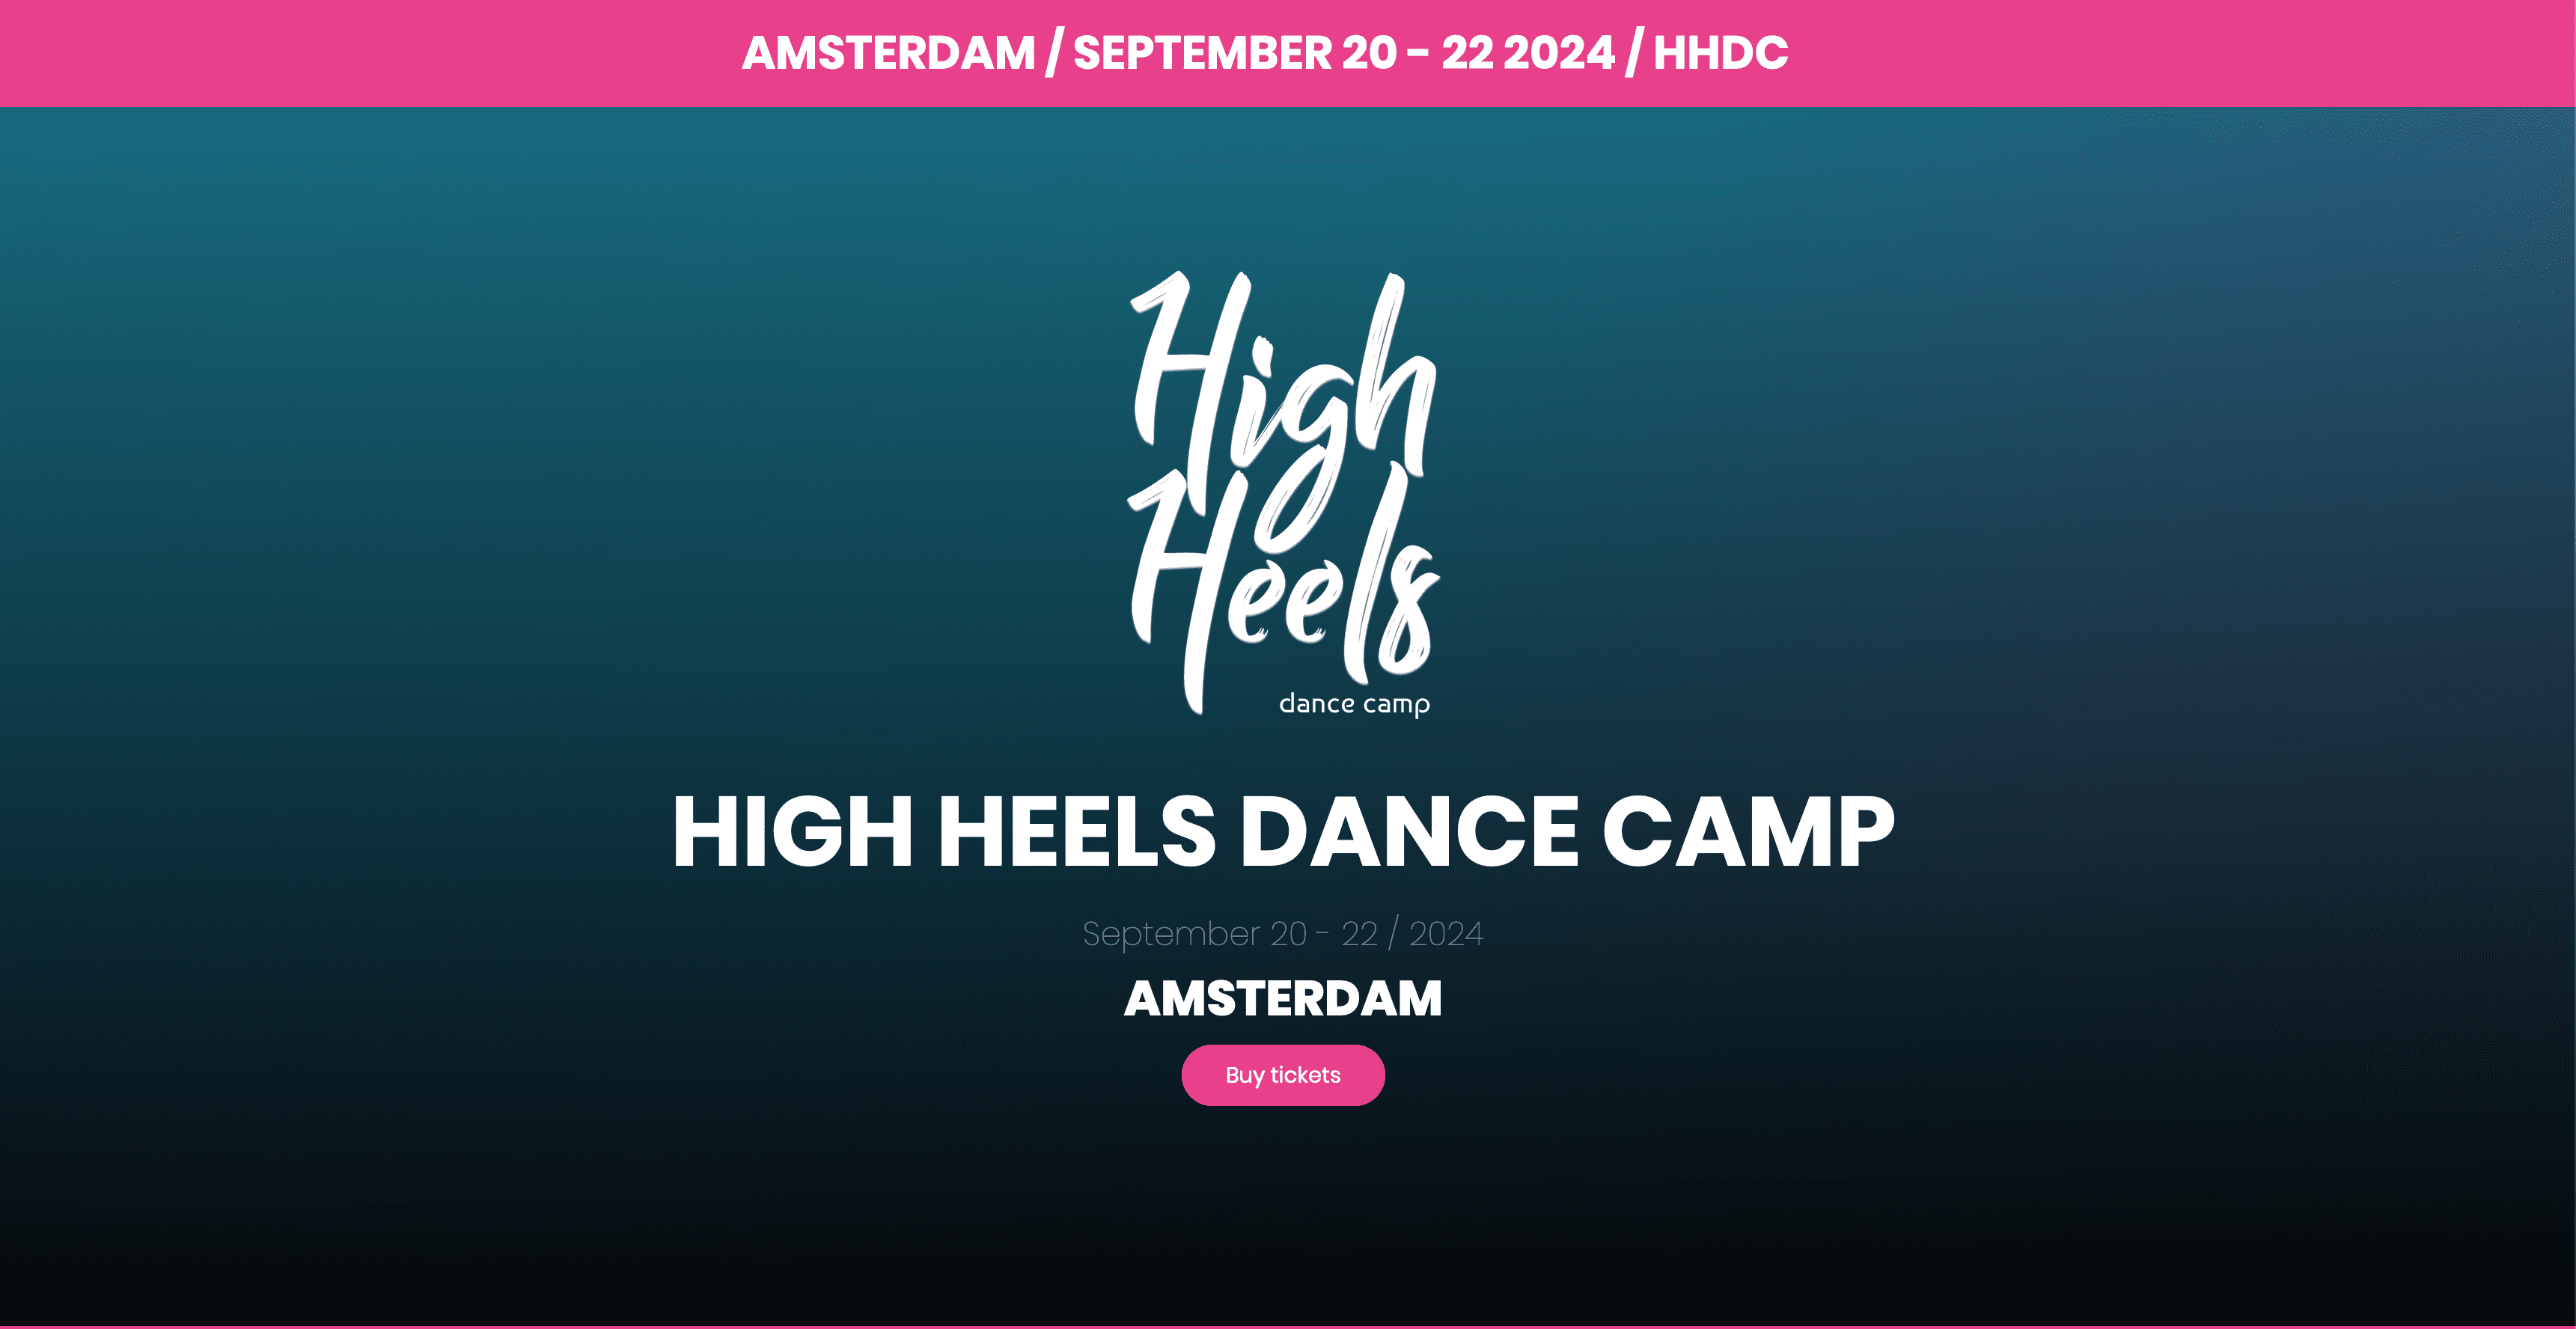 AMSTERDAM / SEPTEMBER 20 - 22 2024 / HHDC
High
Heels
dance camp
HIGH HEELS DANCE CAMP
September 20 - 22 / 2024
AMSTERDAM
Buy tickets